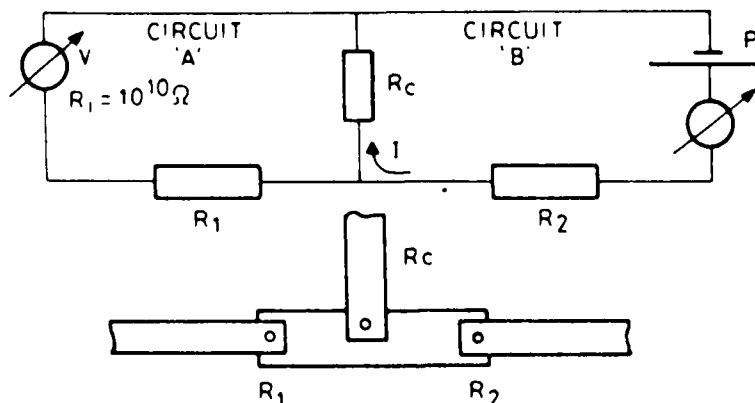 CIRCUIT 'A'
CIRCUIT 'B'
V
R₁ = 10¹⁰Ω
Rc
P
I
R₁
R₂
Rc
R₁
R₂